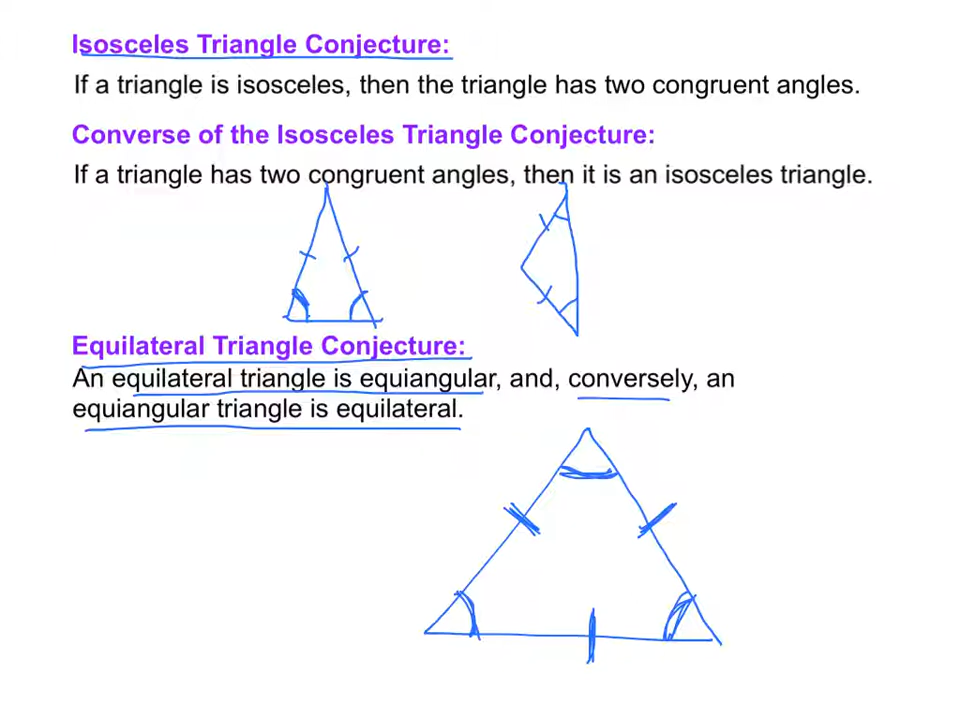 Isosceles Triangle Conjecture:
If a triangle is isosceles, then the triangle has two congruent angles.
Converse of the Isosceles Triangle Conjecture:
If a triangle has two congruent angles, then it is an isosceles triangle.
Equilateral Triangle Conjecture:
An equilateral triangle is equiangular, and, conversely, an
equiangular triangle is equilateral.